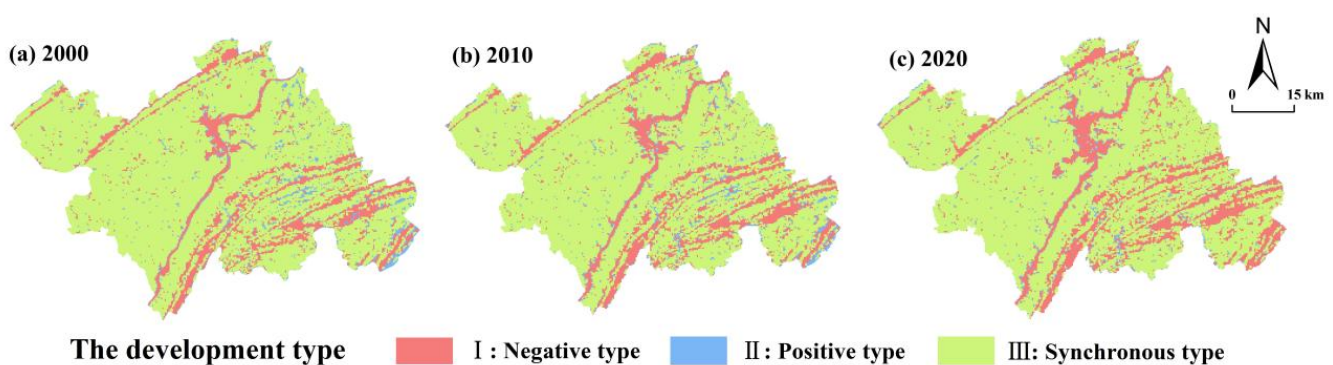 (a) 2000
(b) 2010
(c) 2020
N
0 15 km
The development type
Ⅰ : Negative type
Ⅱ : Positive type
Ⅲ: Synchronous type